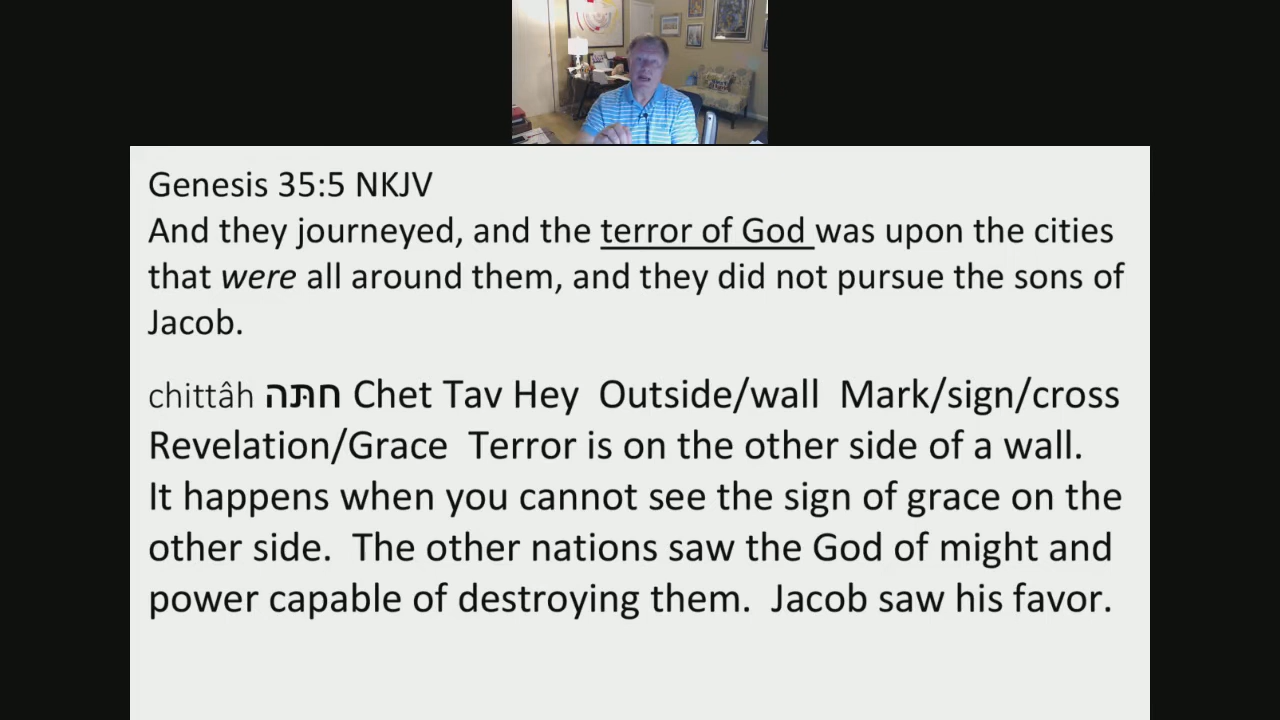 Genesis 35:5 NKJV
And they journeyed, and the terror of God was upon the cities
that were all around them, and they did not pursue the sons of
Jacob.
chittâh חתּה Chet Tav Hey Outside/wall Mark/sign/cross
Revelation/Grace Terror is on the other side of a wall.
It happens when you cannot see the sign of grace on the
other side. The other nations saw the God of might and
power capable of destroying them. Jacob saw his favor.